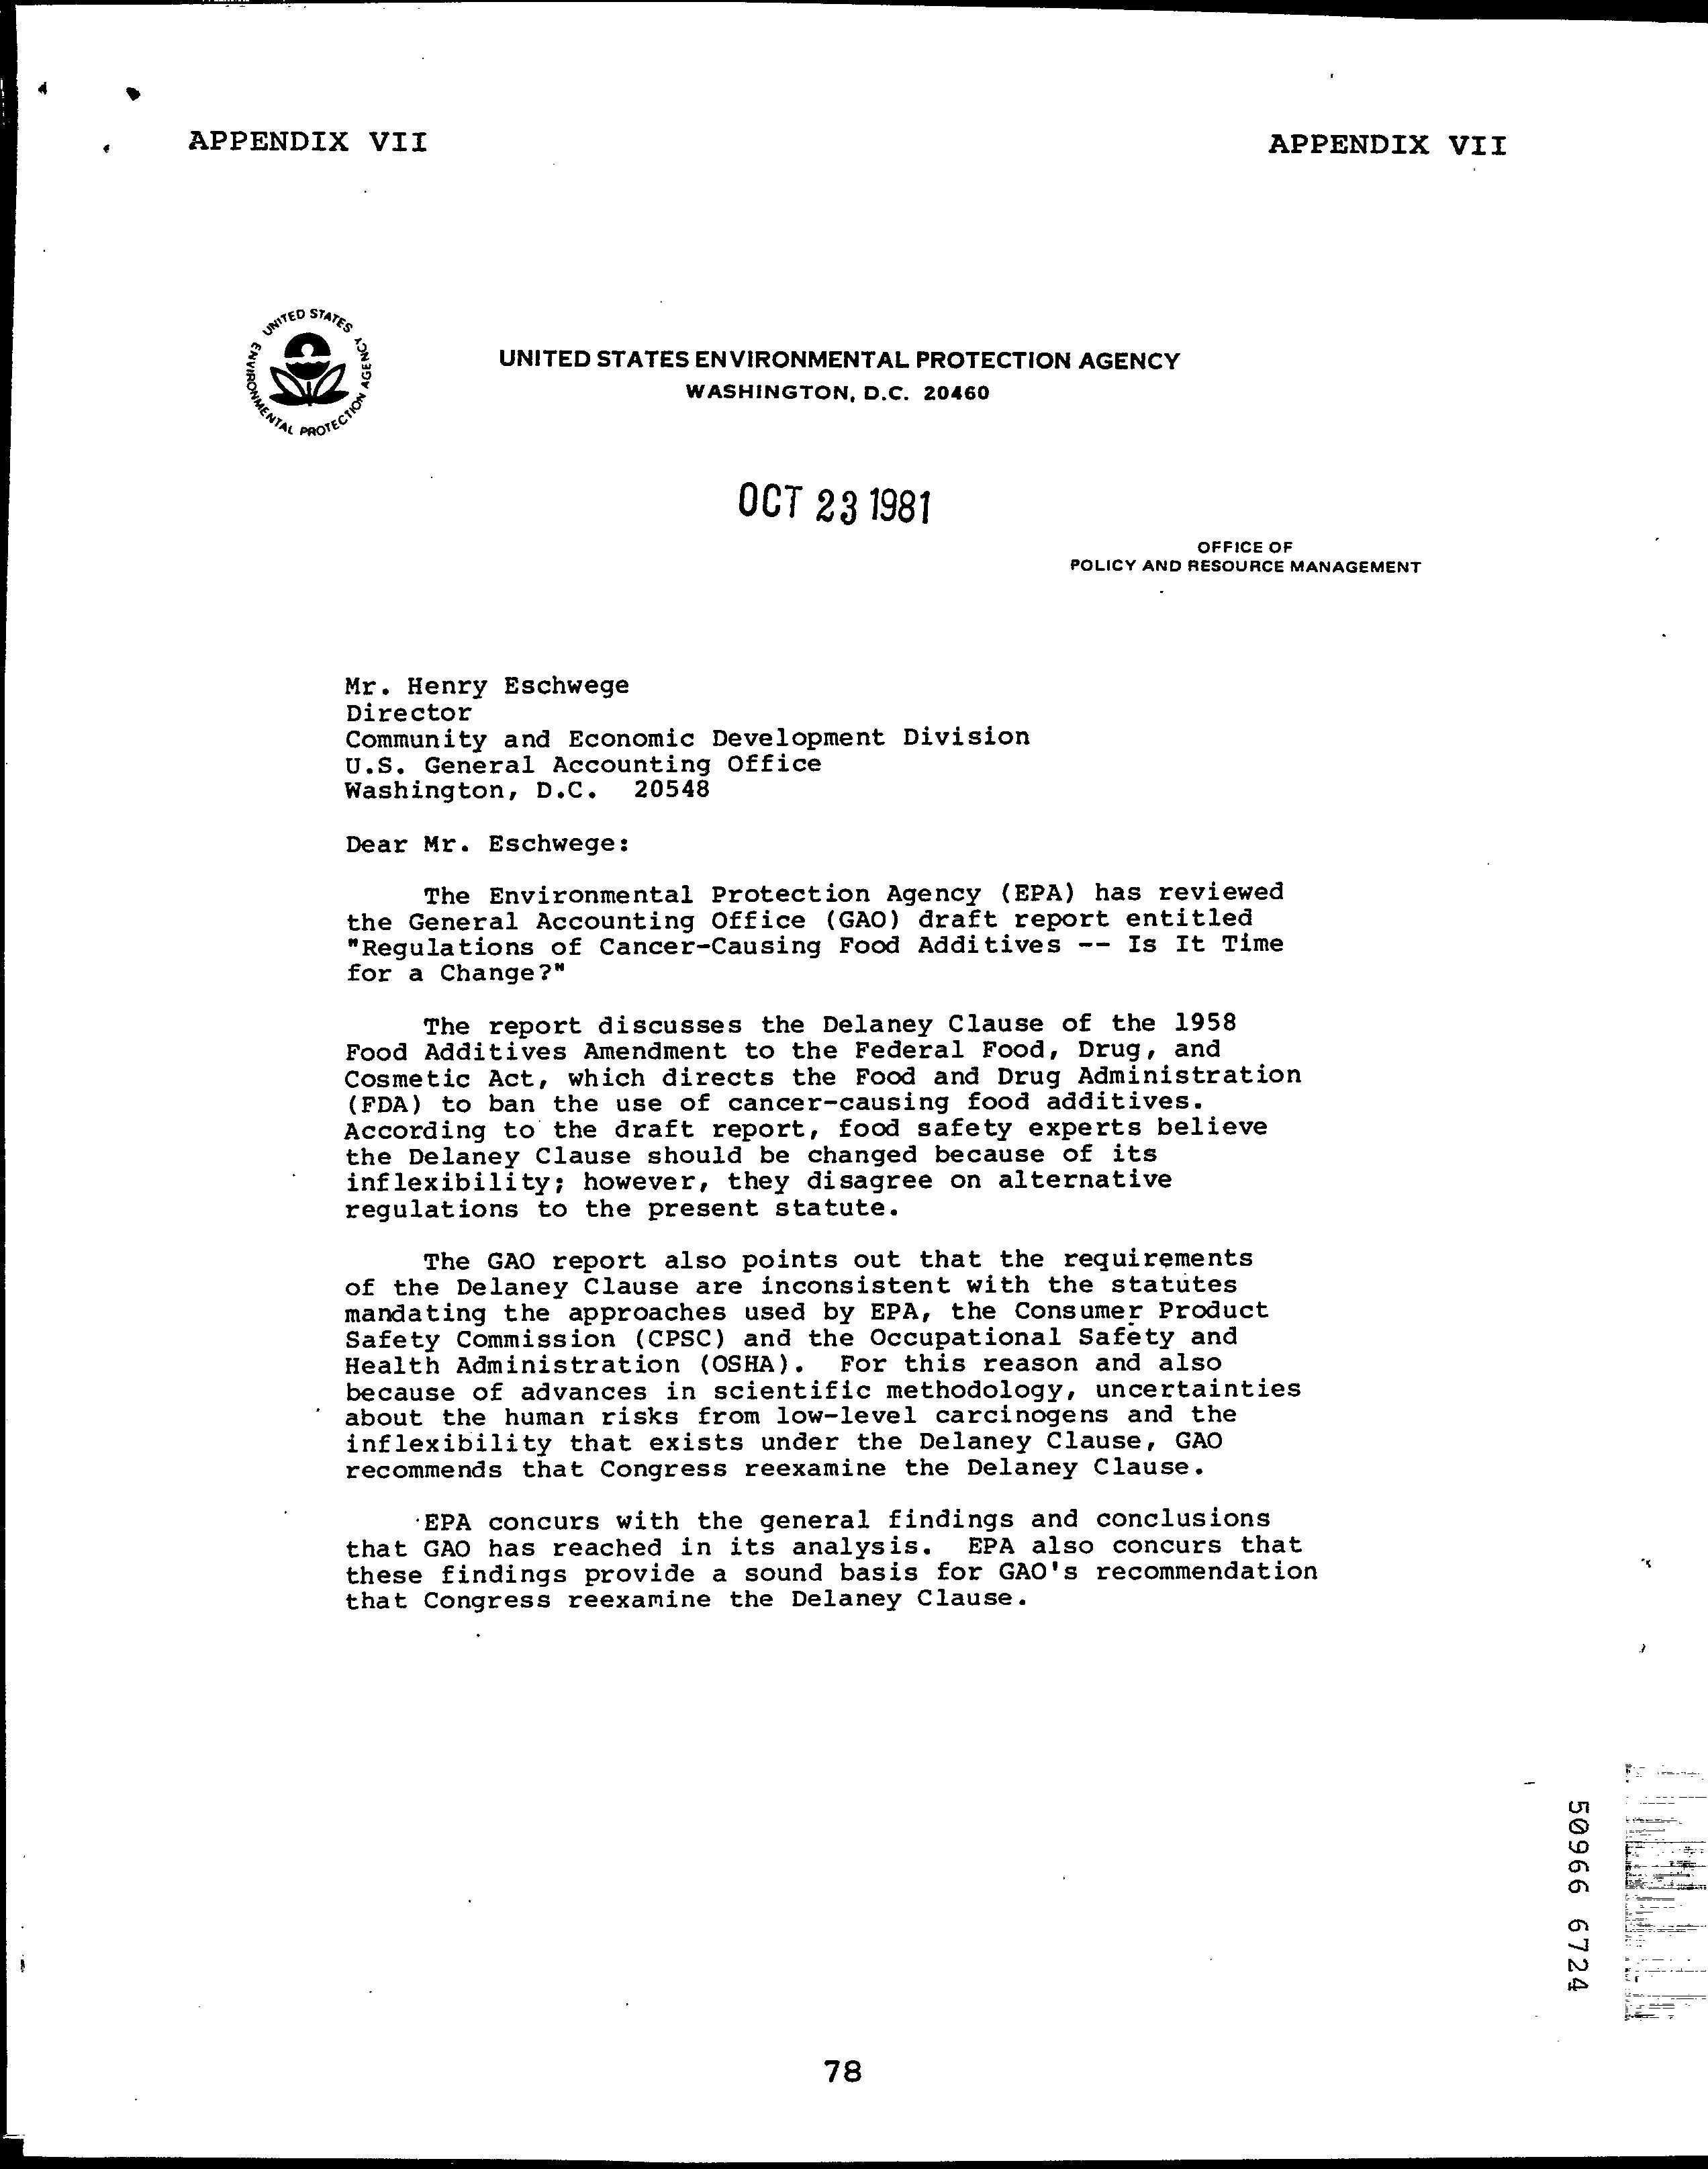 APPENDIX VII APPENDIX VII
UNITED STATES
ENVIRONMENTAL PROTECTION AGENCY
UNITED STATES ENVIRONMENTAL PROTECTION AGENCY
WASHINGTON, D.C. 20460
OCT 23 1981
OFFICE OF
POLICY AND RESOURCE MANAGEMENT
Mr. Henry Eschwege
Director
Community and Economic Development Division
U.S. General Accounting Office
Washington, D.C. 20548
Dear Mr. Eschwege:
The Environmental Protection Agency (EPA) has reviewed
the General Accounting Office (GAO) draft report entitled
"Regulations of Cancer-Causing Food Additives -- Is It Time
for a Change?"
The report discusses the Delaney Clause of the 1958
Food Additives Amendment to the Federal Food, Drug, and
Cosmetic Act, which directs the Food and Drug Administration
(FDA) to ban the use of cancer-causing food additives.
According to the draft report, food safety experts believe
the Delaney Clause should be changed because of its
inflexibility; however, they disagree on alternative
regulations to the present statute.
The GAO report also points out that the requirements
of the Delaney Clause are inconsistent with the statutes
mandating the approaches used by EPA, the Consumer Product
Safety Commission (CPSC) and the Occupational Safety and
Health Administration (OSHA). For this reason and also
because of advances in scientific methodology, uncertainties
about the human risks from low-level carcinogens and the
inflexibility that exists under the Delaney Clause, GAO
recommends that Congress reexamine the Delaney Clause.
EPA concurs with the general findings and conclusions
that GAO has reached in its analysis. EPA also concurs that
these findings provide a sound basis for GAO's recommendation
that Congress reexamine the Delaney Clause.
50966 6724
78